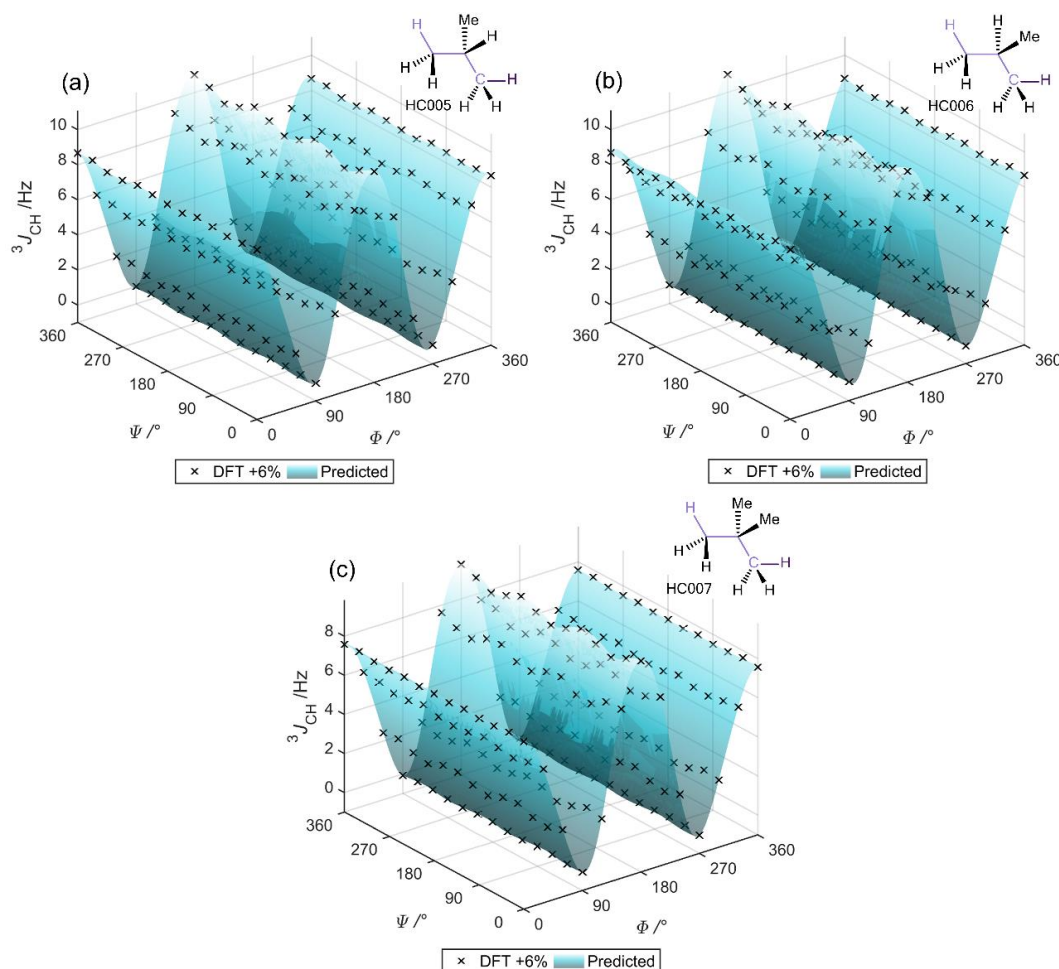 (a)
Me
H
H
H
H
C
H
H
H
HC005
10
8
6
4
2
0
³J_CH /Hz
360
270
180
90
0
Ψ /°
0
90
180
270
360
Φ /°
× DFT +6% Predicted
(b)
H
H
Me
H
H
C
H
H
H
HC006
10
8
6
4
2
0
³J_CH /Hz
360
270
180
90
0
Ψ /°
0
90
180
270
360
Φ /°
× DFT +6% Predicted
(c)
H
Me
Me
H
H
C
H
H
H
HC007
8
6
4
2
0
³J_CH /Hz
360
270
180
90
0
Ψ /°
0
90
180
270
360
Φ /°
× DFT +6% Predicted